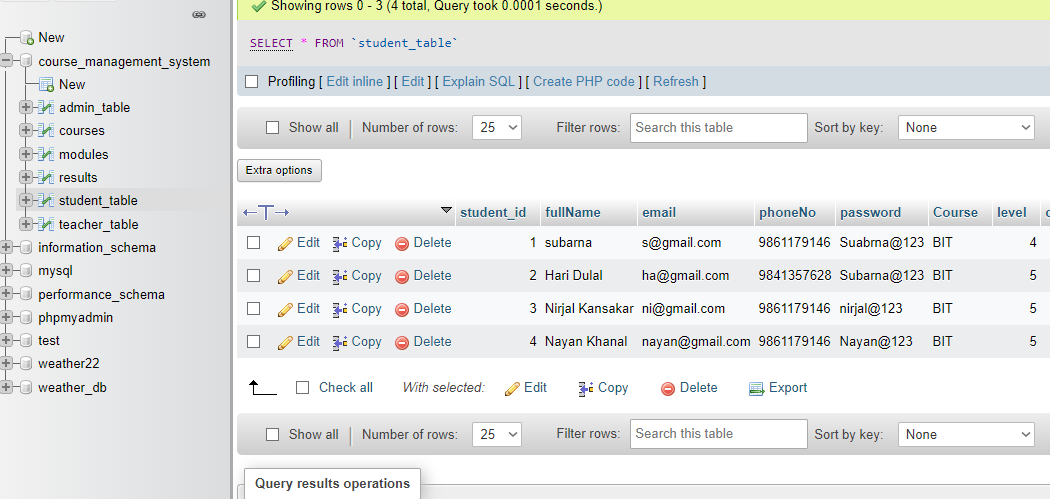 Showing rows 0 - 3 (4 total, Query took 0.0001 seconds.)
SELECT * FROM `student_table`
Profiling [ Edit inline ] [ Edit ] [ Explain SQL ] [ Create PHP code ] [ Refresh ]
Show all Number of rows: 25 Filter rows: Search this table Sort by key: None
Extra options
student_id fullName email phoneNo password Course level
Edit Copy Delete 1 subarna s@gmail.com 9861179146 Suabrna@123 BIT 4
Edit Copy Delete 2 Hari Dulal ha@gmail.com 9841357628 Subarna@123 BIT 5
Edit Copy Delete 3 Nirjal Kansakar ni@gmail.com 9861179146 nirjal@123 BIT 5
Edit Copy Delete 4 Nayan Khanal nayan@gmail.com 9861179146 Nayan@123 BIT 5
Check all With selected: Edit Copy Delete Export
Show all Number of rows: 25 Filter rows: Search this table Sort by key: None
Query results operations
New
course_management_system
New
admin_table
courses
modules
results
student_table
teacher_table
information_schema
mysql
performance_schema
phpmyadmin
test
weather22
weather_db